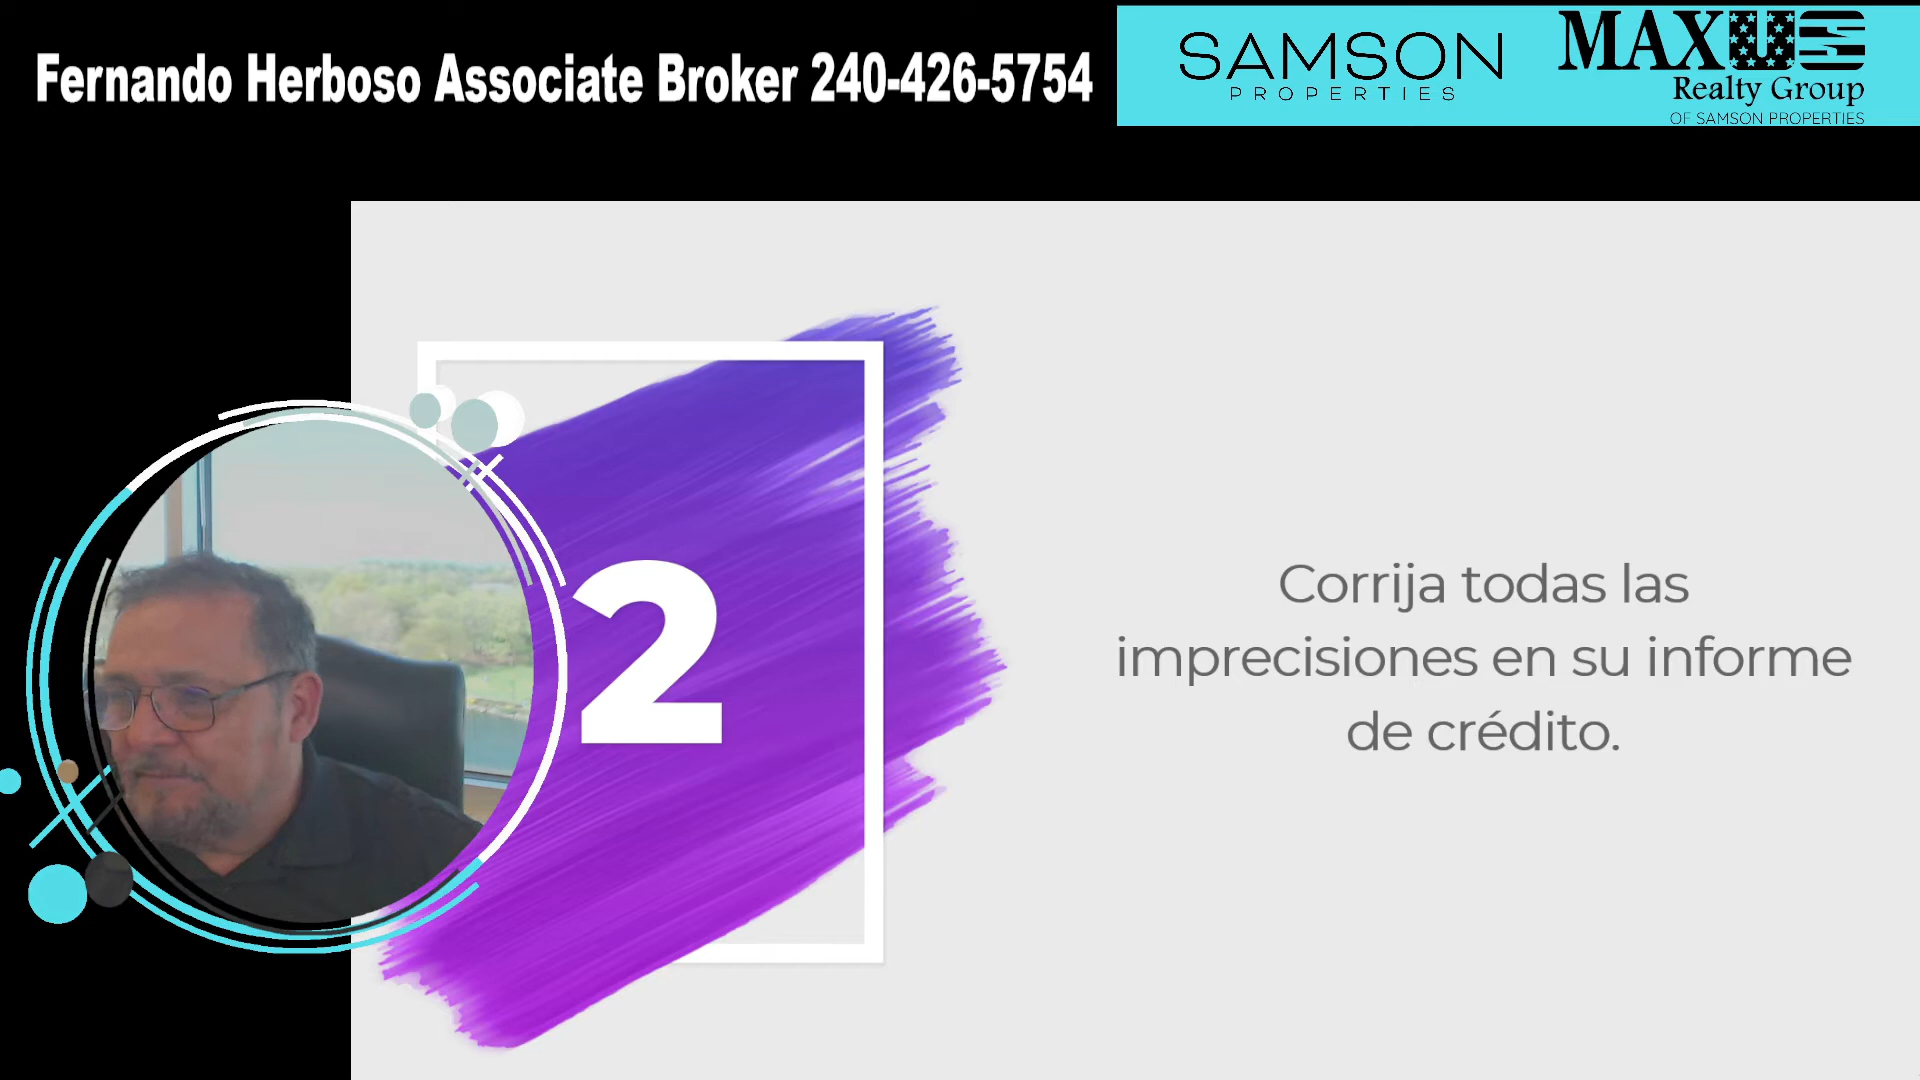 Fernando Herboso Associate Broker 240-426-5754
SAMSON
PROPERTIES
MAXUS
Realty Group
OF SAMSON PROPERTIES
2
Corrija todas las
imprecisiones en su informe
de crédito.